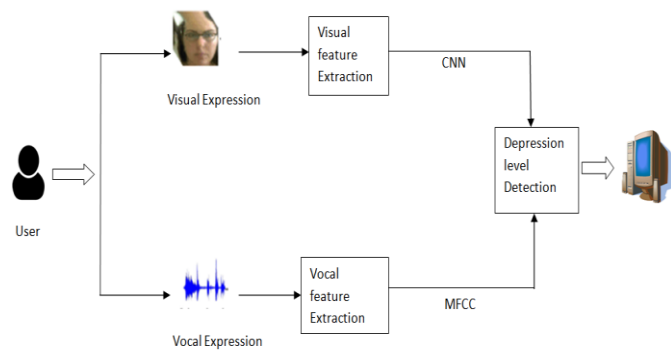 Visual
feature
Extraction
CNN
Visual Expression
Depression
level
Detection
User
Vocal
feature
Extraction
MFCC
Vocal Expression